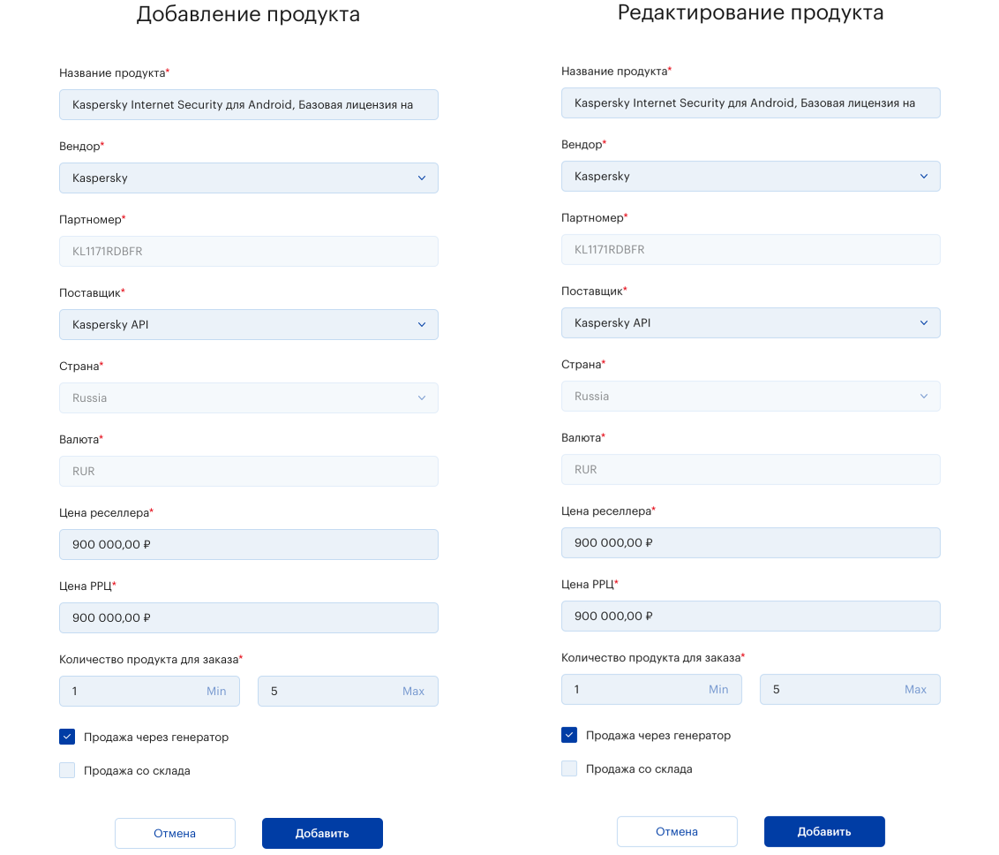 Добавление продукта
Название продукта*
Kaspersky Internet Security для Android, Базовая лицензия на
Вендор*
Kaspersky
Партномер*
KL1171RDBFR
Поставщик*
Kaspersky API
Страна*
Russia
Валюта*
RUR
Цена реселлера*
900 000,00 ₽
Цена РРЦ*
900 000,00 ₽
Количество продукта для заказа*
1 Min 5 Max
Продажа через генератор
Продажа со склада
Отмена Добавить
Редактирование продукта
Название продукта*
Kaspersky Internet Security для Android, Базовая лицензия на
Вендор*
Kaspersky
Партномер*
KL1171RDBFR
Поставщик*
Kaspersky API
Страна*
Russia
Валюта*
RUR
Цена реселлера*
900 000,00 ₽
Цена РРЦ*
900 000,00 ₽
Количество продукта для заказа*
1 Min 5 Max
Продажа через генератор
Продажа со склада
Отмена Добавить